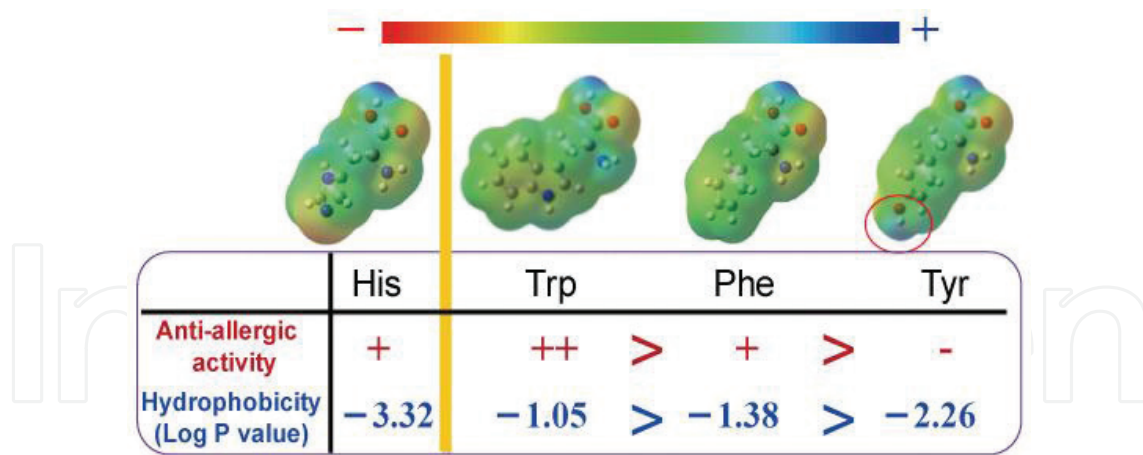 − +
His Trp Phe Tyr
Anti-allergic
activity
+ ++ > + > -
Hydrophobicity
(Log P value)
−3.32 −1.05 > −1.38 > −2.26